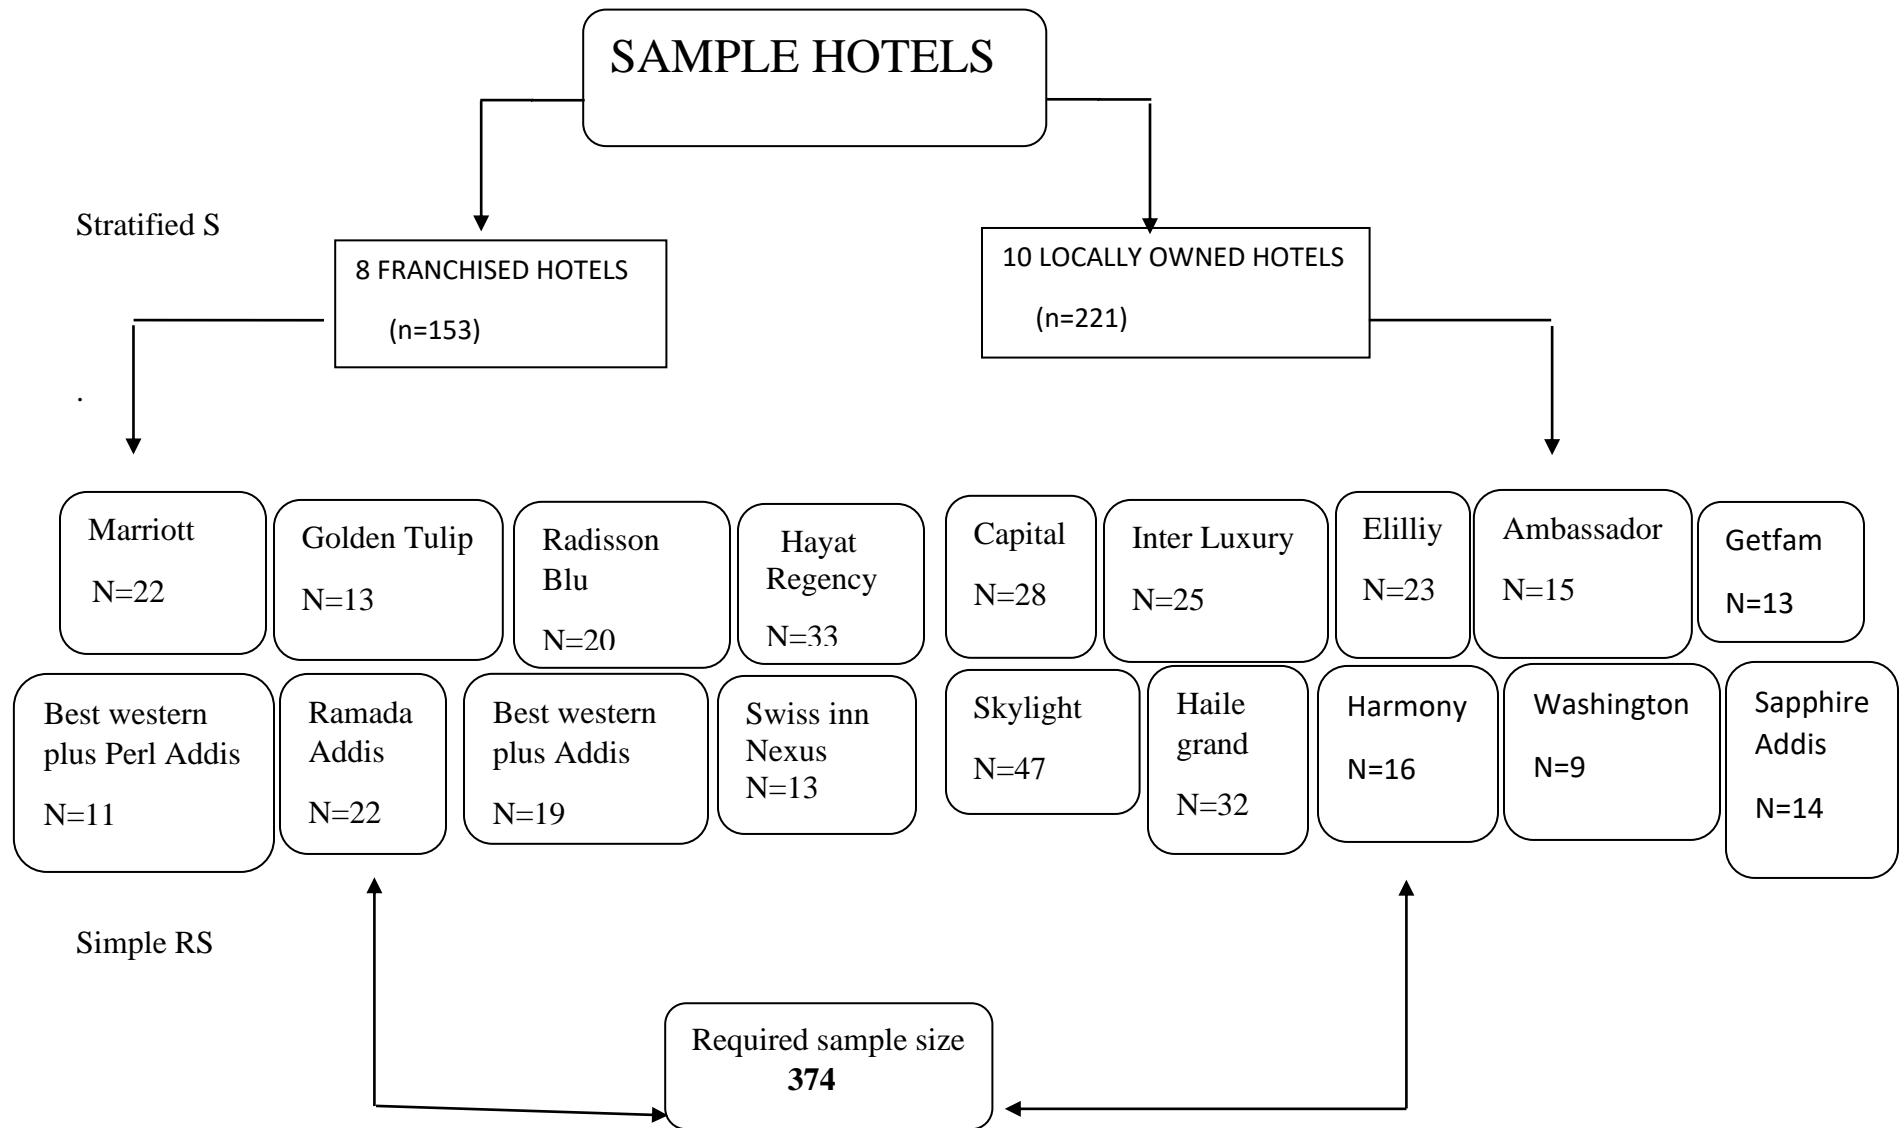 SAMPLE HOTELS
Stratified S
8 FRANCHISED HOTELS
(n=153)
10 LOCALLY OWNED HOTELS
(n=221)
.
Marriott
N=22
Golden Tulip
N=13
Radisson
Blu
N=20
Hayat
Regency
N=33
Capital
N=28
Inter Luxury
N=25
Elilliy
N=23
Ambassador
N=15
Getfam
N=13
Best western
plus Perl Addis
N=11
Ramada
Addis
N=22
Best western
plus Addis
N=19
Swiss inn
Nexus
N=13
Skylight
N=47
Haile
grand
N=32
Harmony
N=16
Washington
N=9
Sapphire
Addis
N=14
Simple RS
Required sample size
374